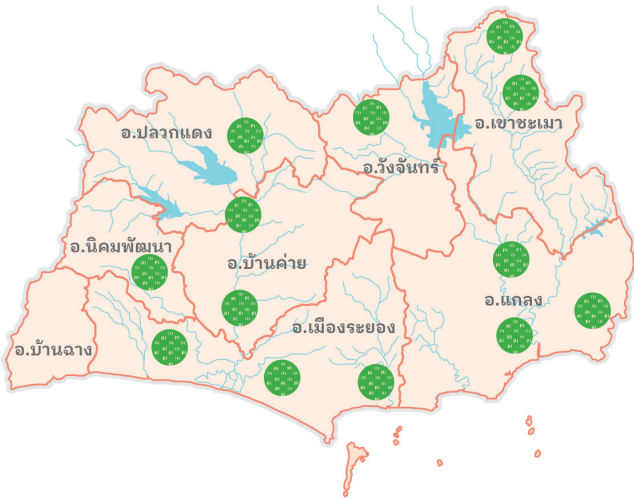 อ.ปลวกแดง
อ.เขาชะเมา
อ.วังจันทร์
อ.นิคมพัฒนา
อ.บ้านค่าย
อ.แกลง
อ.เมืองระยอง
อ.บ้านฉาง